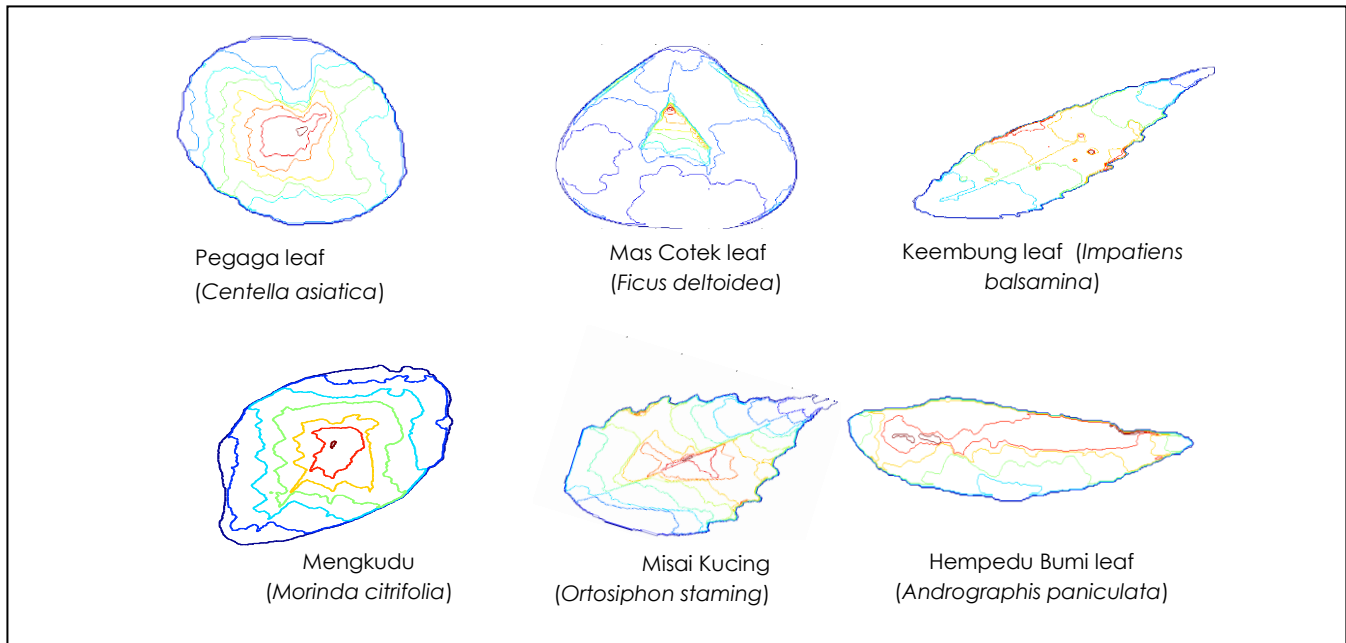 Pegaga leaf
(Centella asiatica)
Mas Cotek leaf
(Ficus deltoidea)
Keembung leaf (Impatiens
balsamina)
Mengkudu
(Morinda citrifolia)
Misai Kucing
(Ortosiphon staming)
Hempedu Bumi leaf
(Andrographis paniculata)